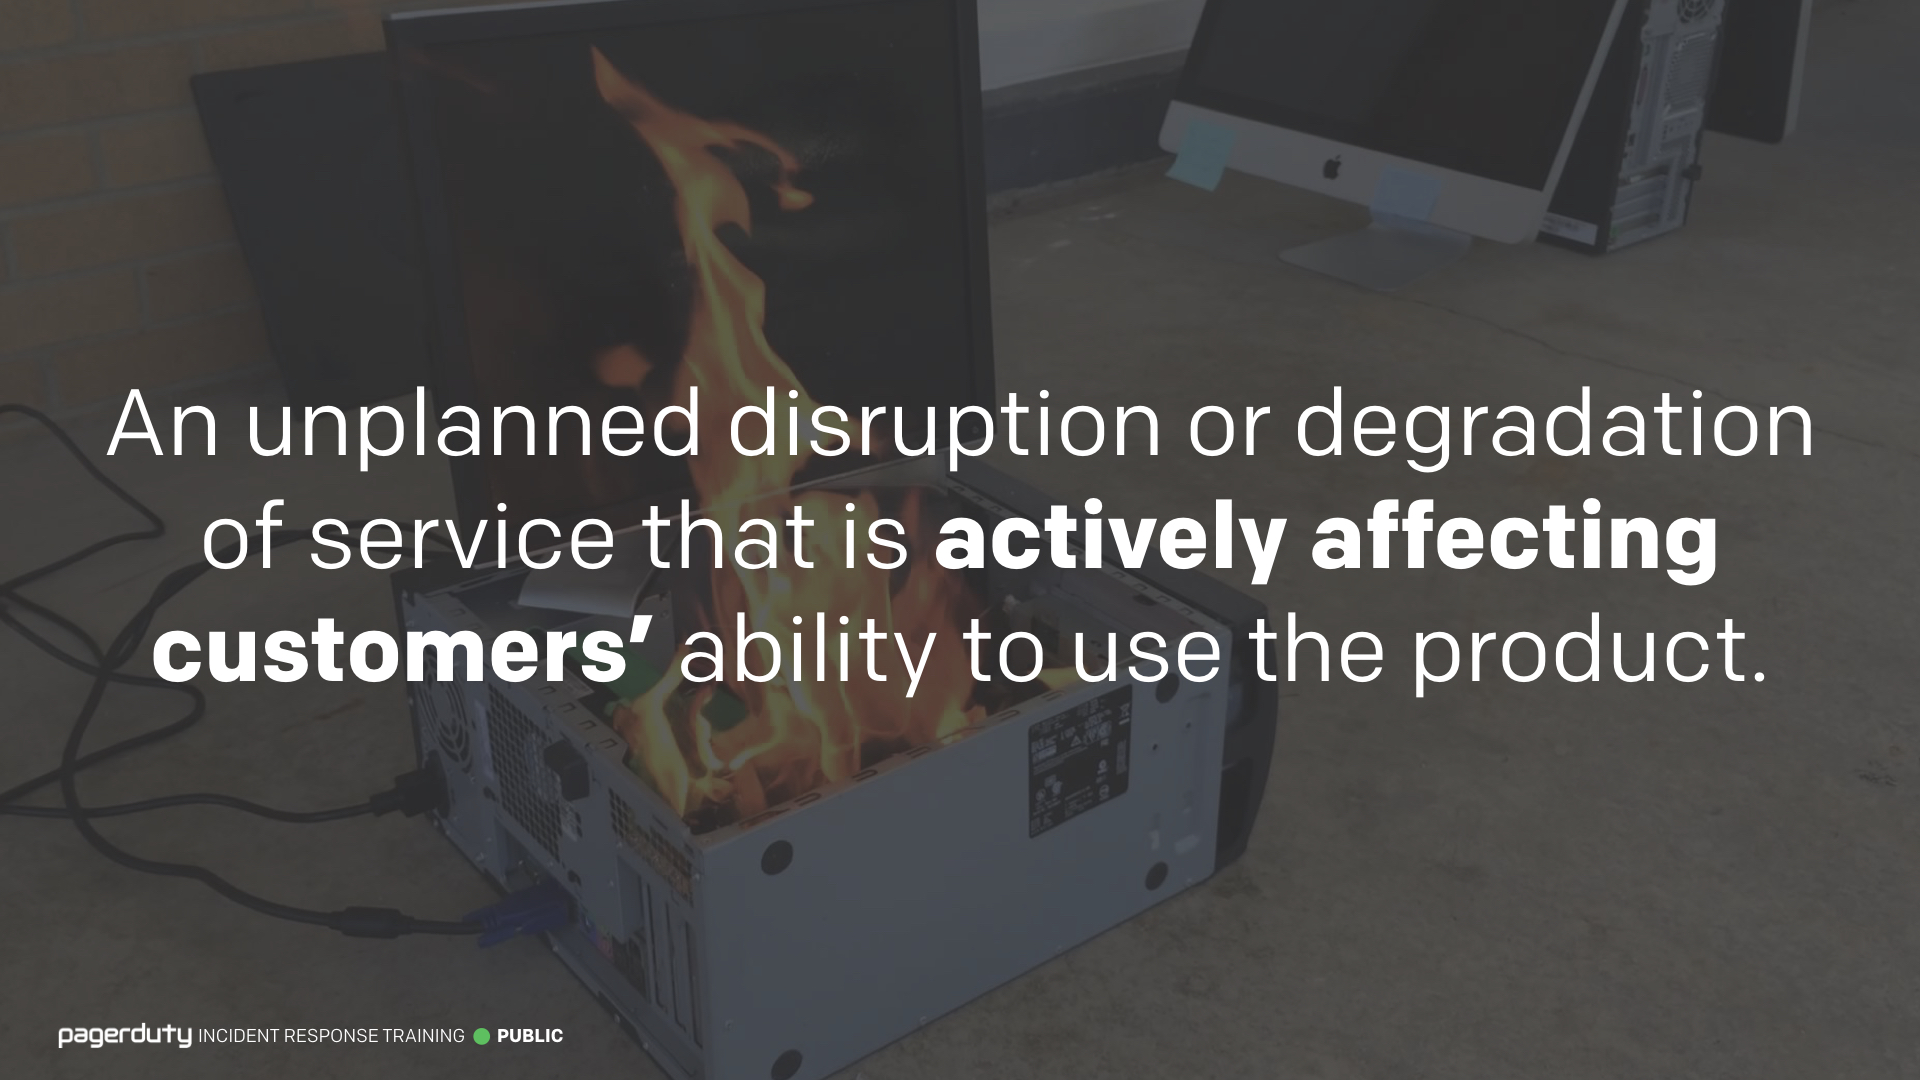 An unplanned disruption or degradation
of service that is actively affecting
customers’ ability to use the product.
pagerduty INCIDENT RESPONSE TRAINING PUBLIC